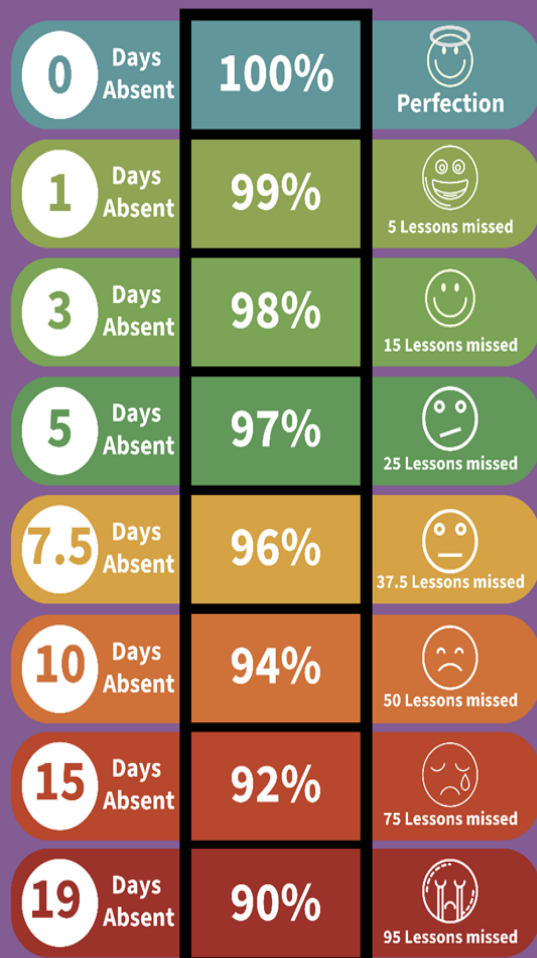 0 Days Absent 100% Perfection
1 Days Absent 99% 5 Lessons missed
3 Days Absent 98% 15 Lessons missed
5 Days Absent 97% 25 Lessons missed
7.5 Days Absent 96% 37.5 Lessons missed
10 Days Absent 94% 50 Lessons missed
15 Days Absent 92% 75 Lessons missed
19 Days Absent 90% 95 Lessons missed